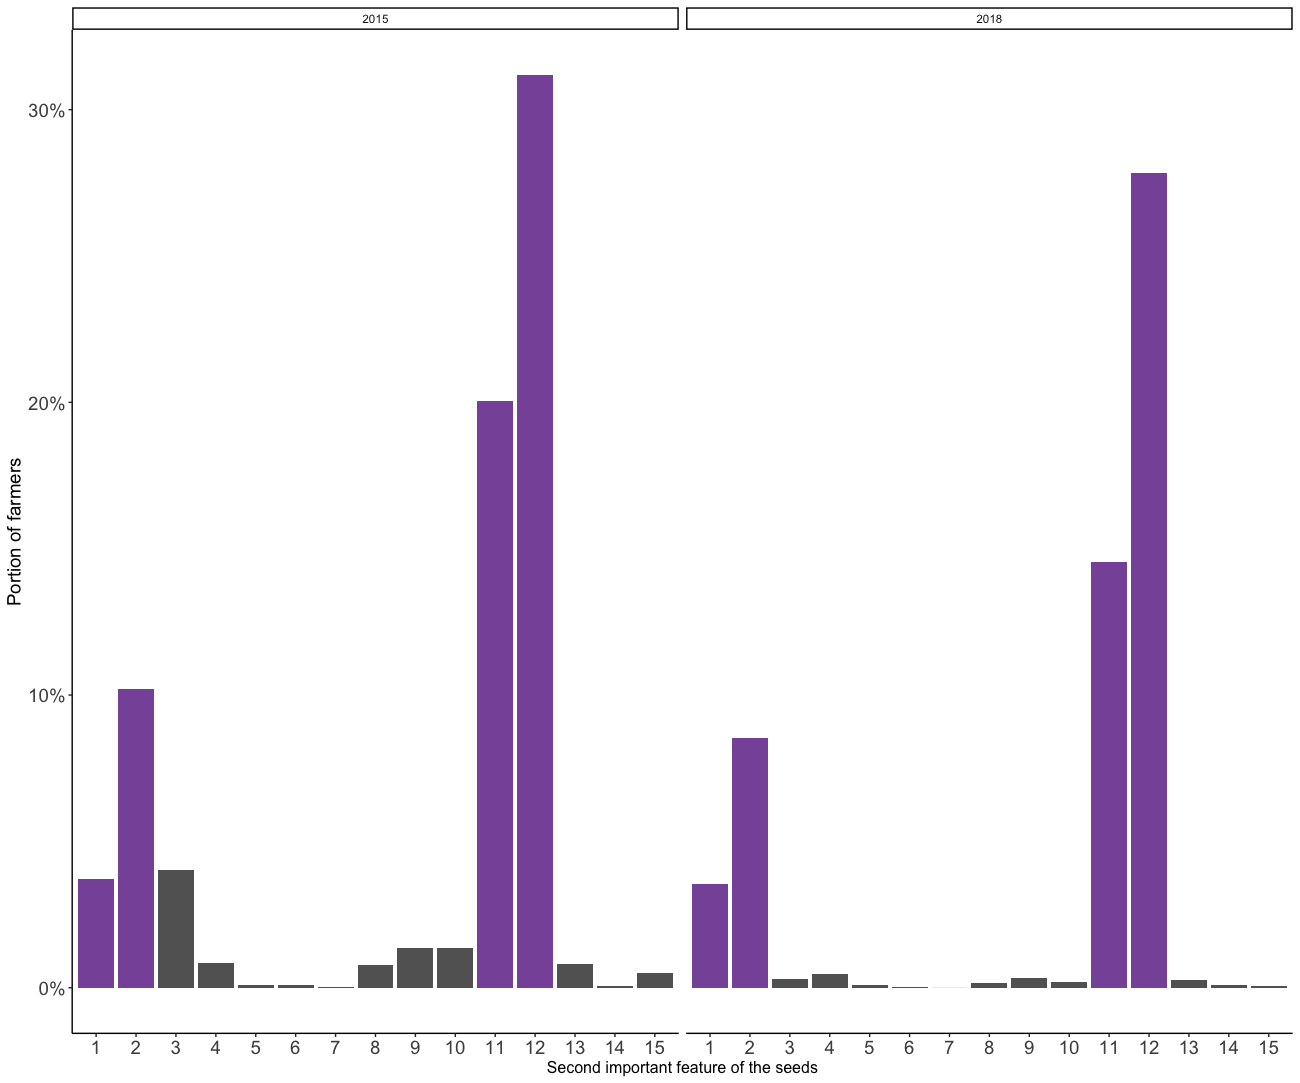 2015 2018
Portion of farmers
30%
20%
10%
0%
1 2 3 4 5 6 7 8 9 10 11 12 13 14 15 1 2 3 4 5 6 7 8 9 10 11 12 13 14 15
Second important feature of the seeds